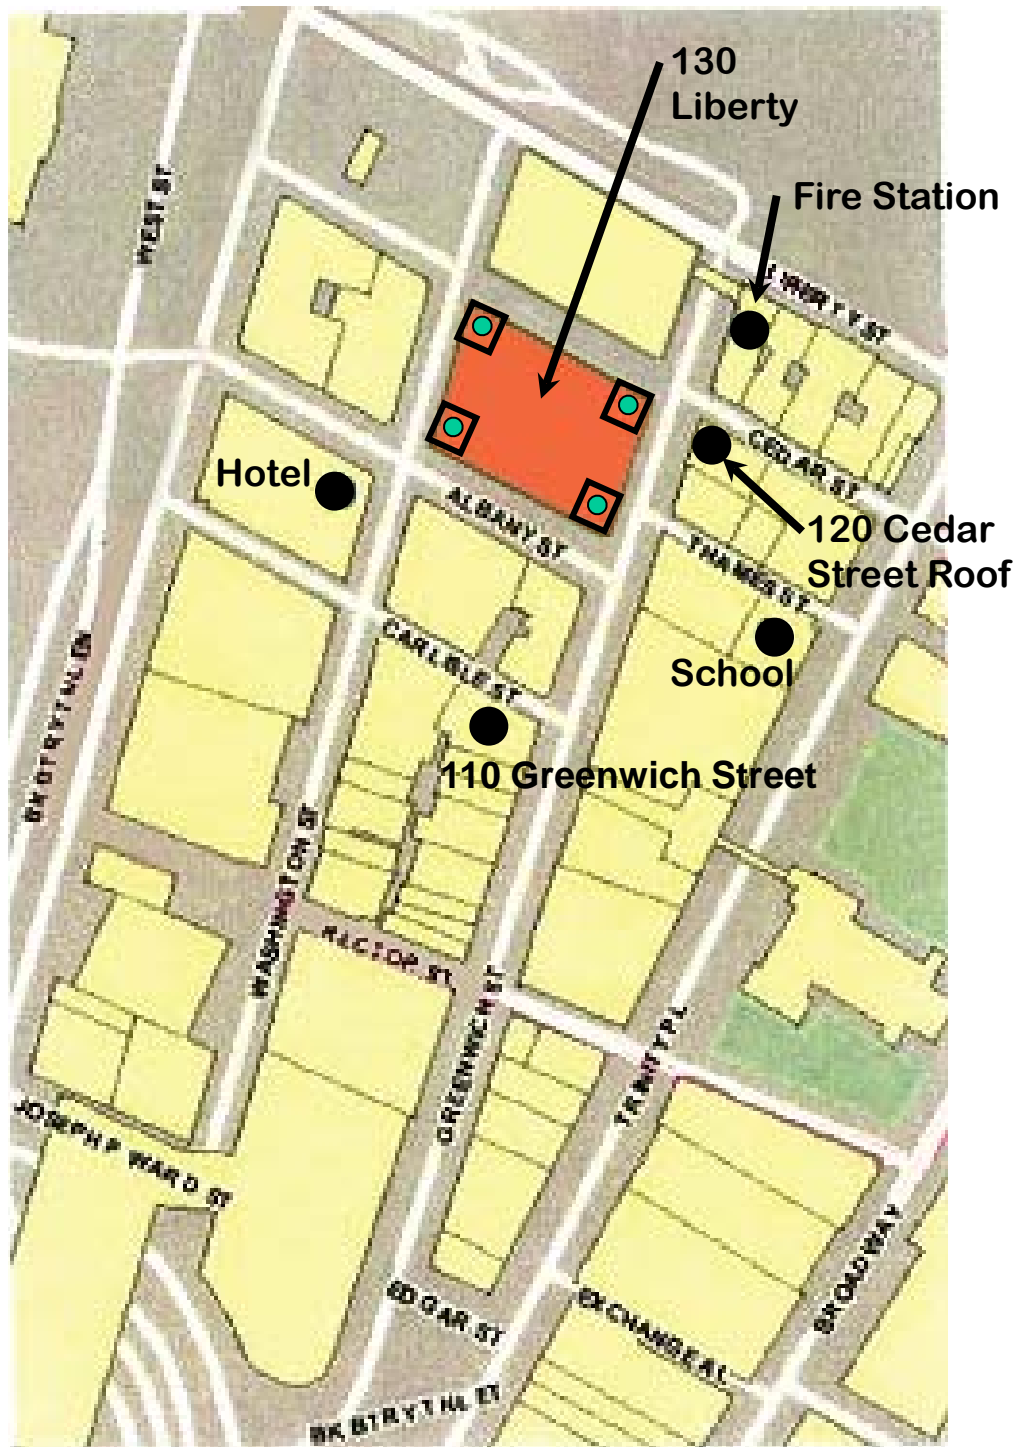 130
Liberty
Fire Station
WEST ST
ST
CEDAR ST
Hotel
ALBANY ST
120 Cedar
Street Roof
THAMES ST
CARLISLE ST
School
110 Greenwich Street
WASHINGTON ST
GREENWICH ST
TRINITY PL
JOSEPH P WARD ST
BROADWAY
EDGAR ST
EXCHANGE AL